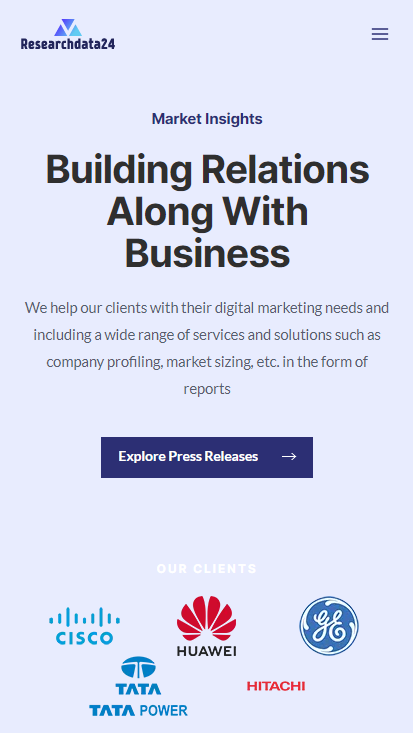 Researchdata24
Market Insights
Building Relations
Along With
Business
We help our clients with their digital marketing needs and
including a wide range of services and solutions such as
company profiling, market sizing, etc. in the form of
reports
Explore Press Releases
OUR CLIENTS
CISCO
HUAWEI
GE
TATA
HITACHI
TATA POWER